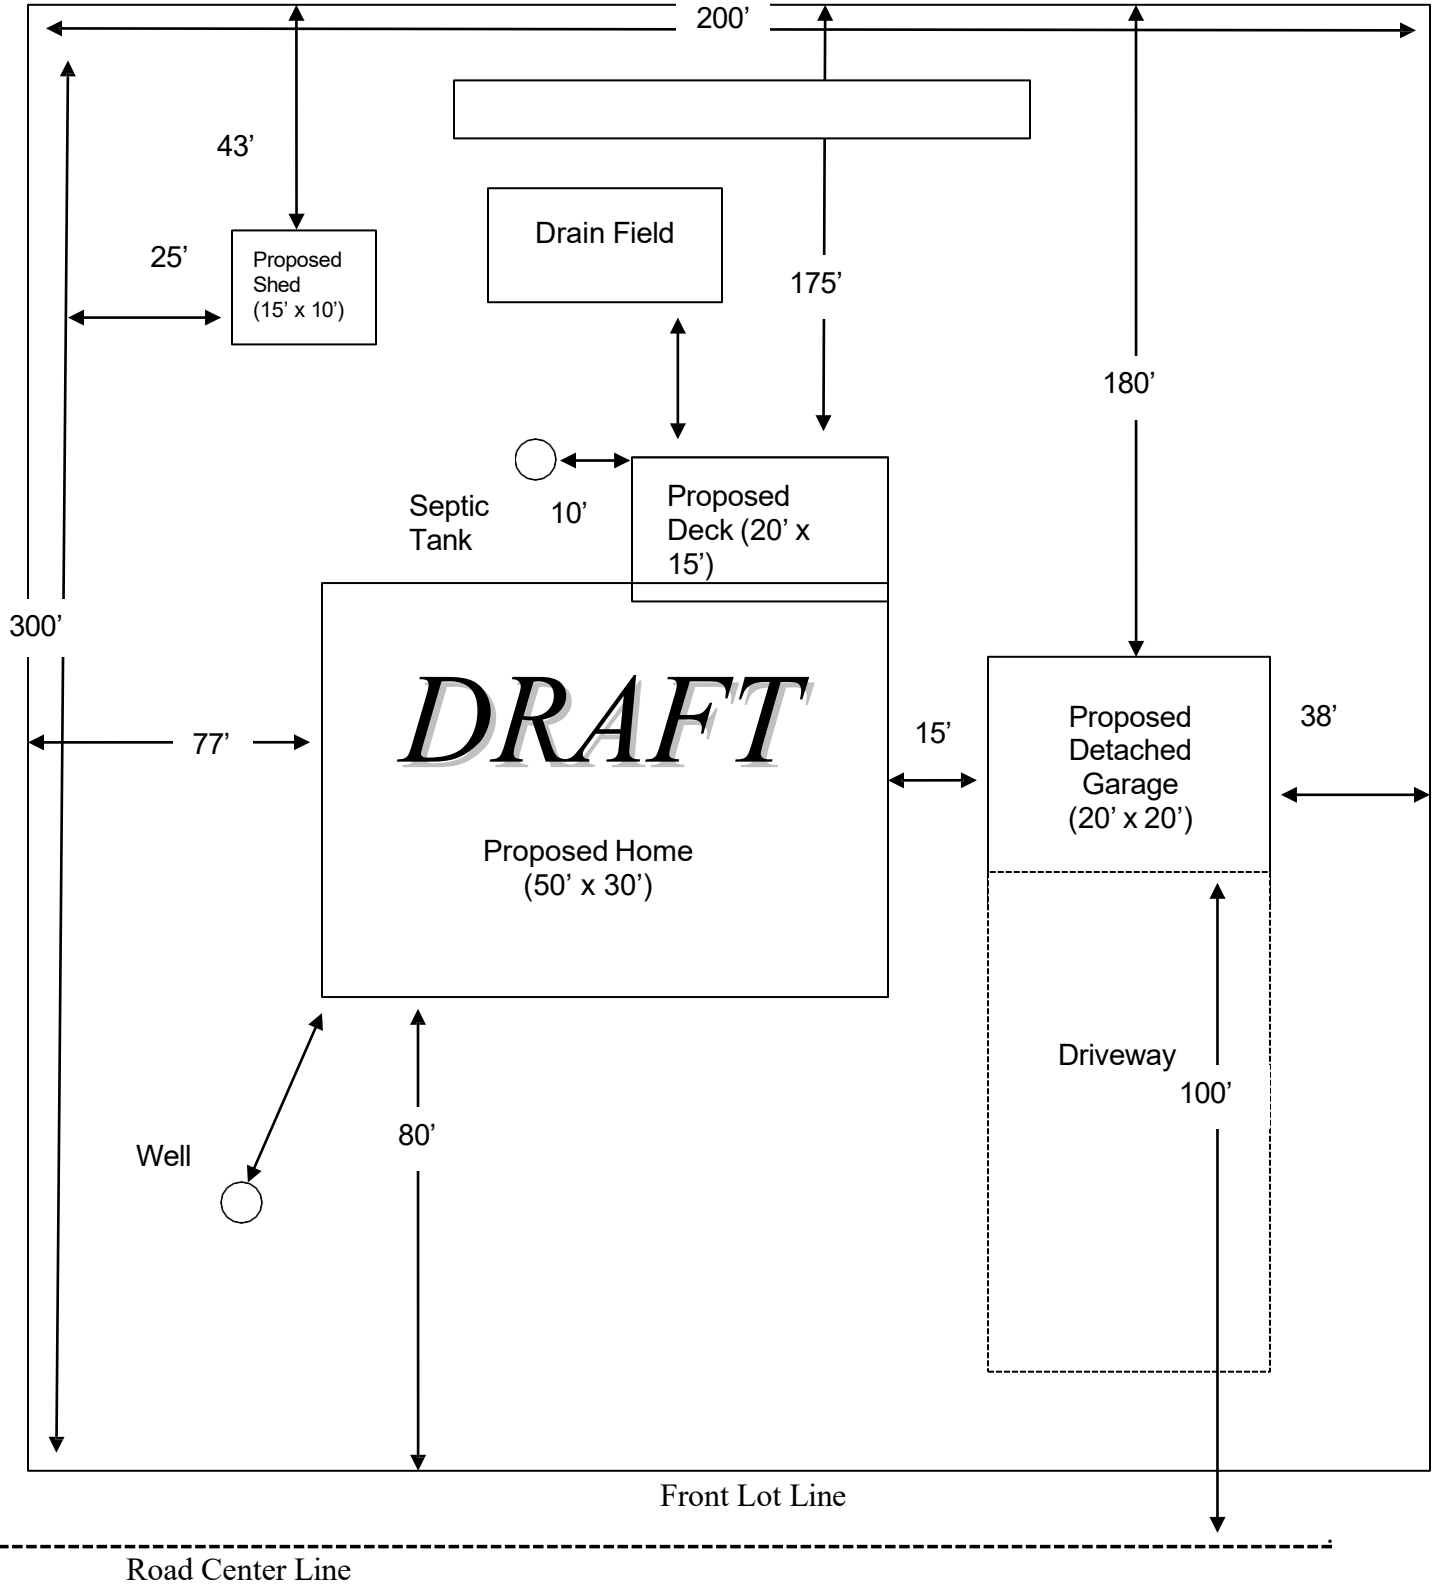 200’
43’
Drain Field
25’
Proposed
Shed
(15’ x 10’)
175’
180’
Septic
Tank
10’
Proposed
Deck (20’ x
15’)
300’
77’
DRAFT
15’
Proposed
Detached
Garage
(20’ x 20’)
38’
Proposed Home
(50’ x 30’)
Driveway
100’
80’
Well
Front Lot Line
Road Center Line